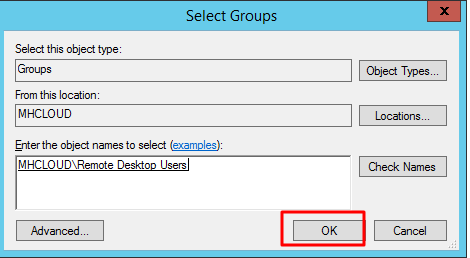 Select Groups
x
Select this object type:
Groups
Object Types...
From this location:
MHCLOUD
Locations...
Enter the object names to select (examples):
MHCLOUD\Remote Desktop Users
Check Names
Advanced...
OK
Cancel